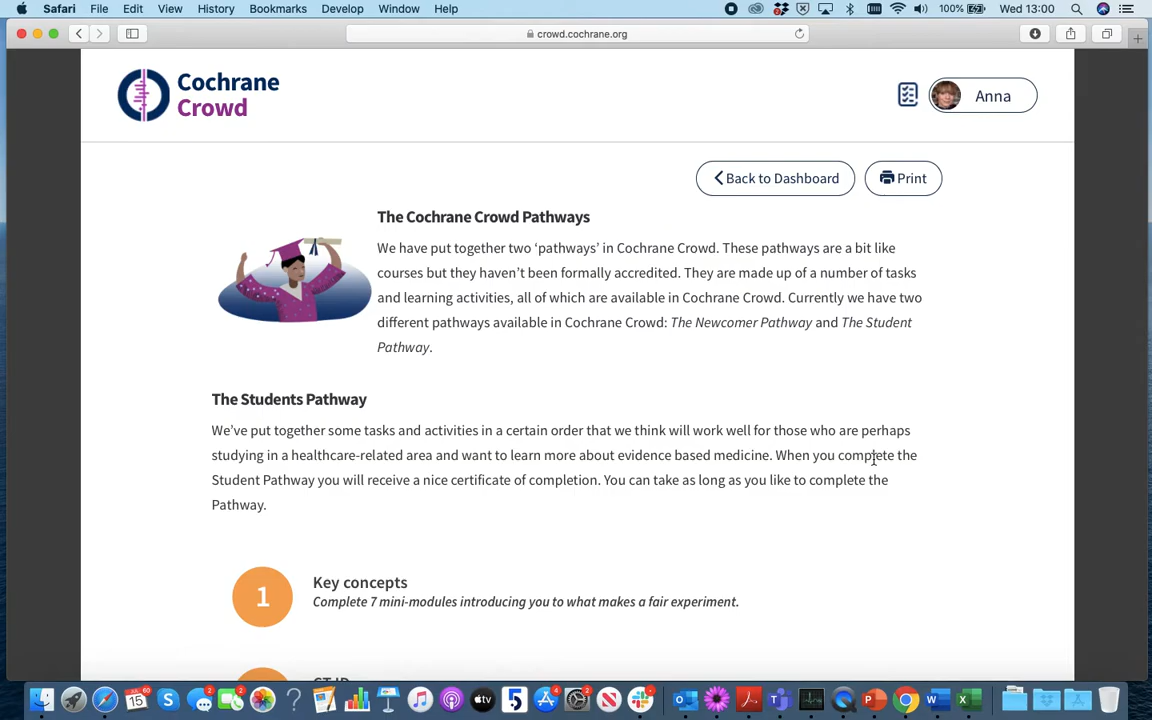 Safari File Edit View History Bookmarks Develop Window Help 100% Wed 13:00
crowd.cochrane.org
Cochrane
Crowd
Anna
Back to Dashboard Print
The Cochrane Crowd Pathways
We have put together two ‘pathways’ in Cochrane Crowd. These pathways are a bit like
courses but they haven’t been formally accredited. They are made up of a number of tasks
and learning activities, all of which are available in Cochrane Crowd. Currently we have two
different pathways available in Cochrane Crowd: The Newcomer Pathway and The Student
Pathway.
The Students Pathway
We’ve put together some tasks and activities in a certain order that we think will work well for those who are perhaps
studying in a healthcare-related area and want to learn more about evidence based medicine. When you complete the
Student Pathway you will receive a nice certificate of completion. You can take as long as you like to complete the
Pathway.
1
Key concepts
Complete 7 mini-modules introducing you to what makes a fair experiment.